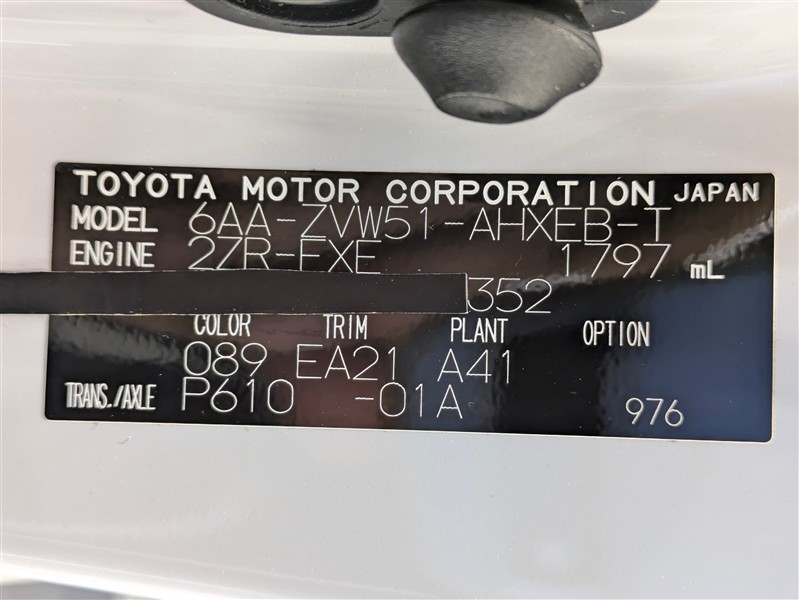 TOYOTA MOTOR CORPORATION JAPAN
MODEL 6AA-ZVW51-AHXEB-T
ENGINE 2ZR-FXE 1797 mL
352
COLOR TRIM PLANT OPTION
089 EA21 A41
TRANS./AXLE P610 -01A 976